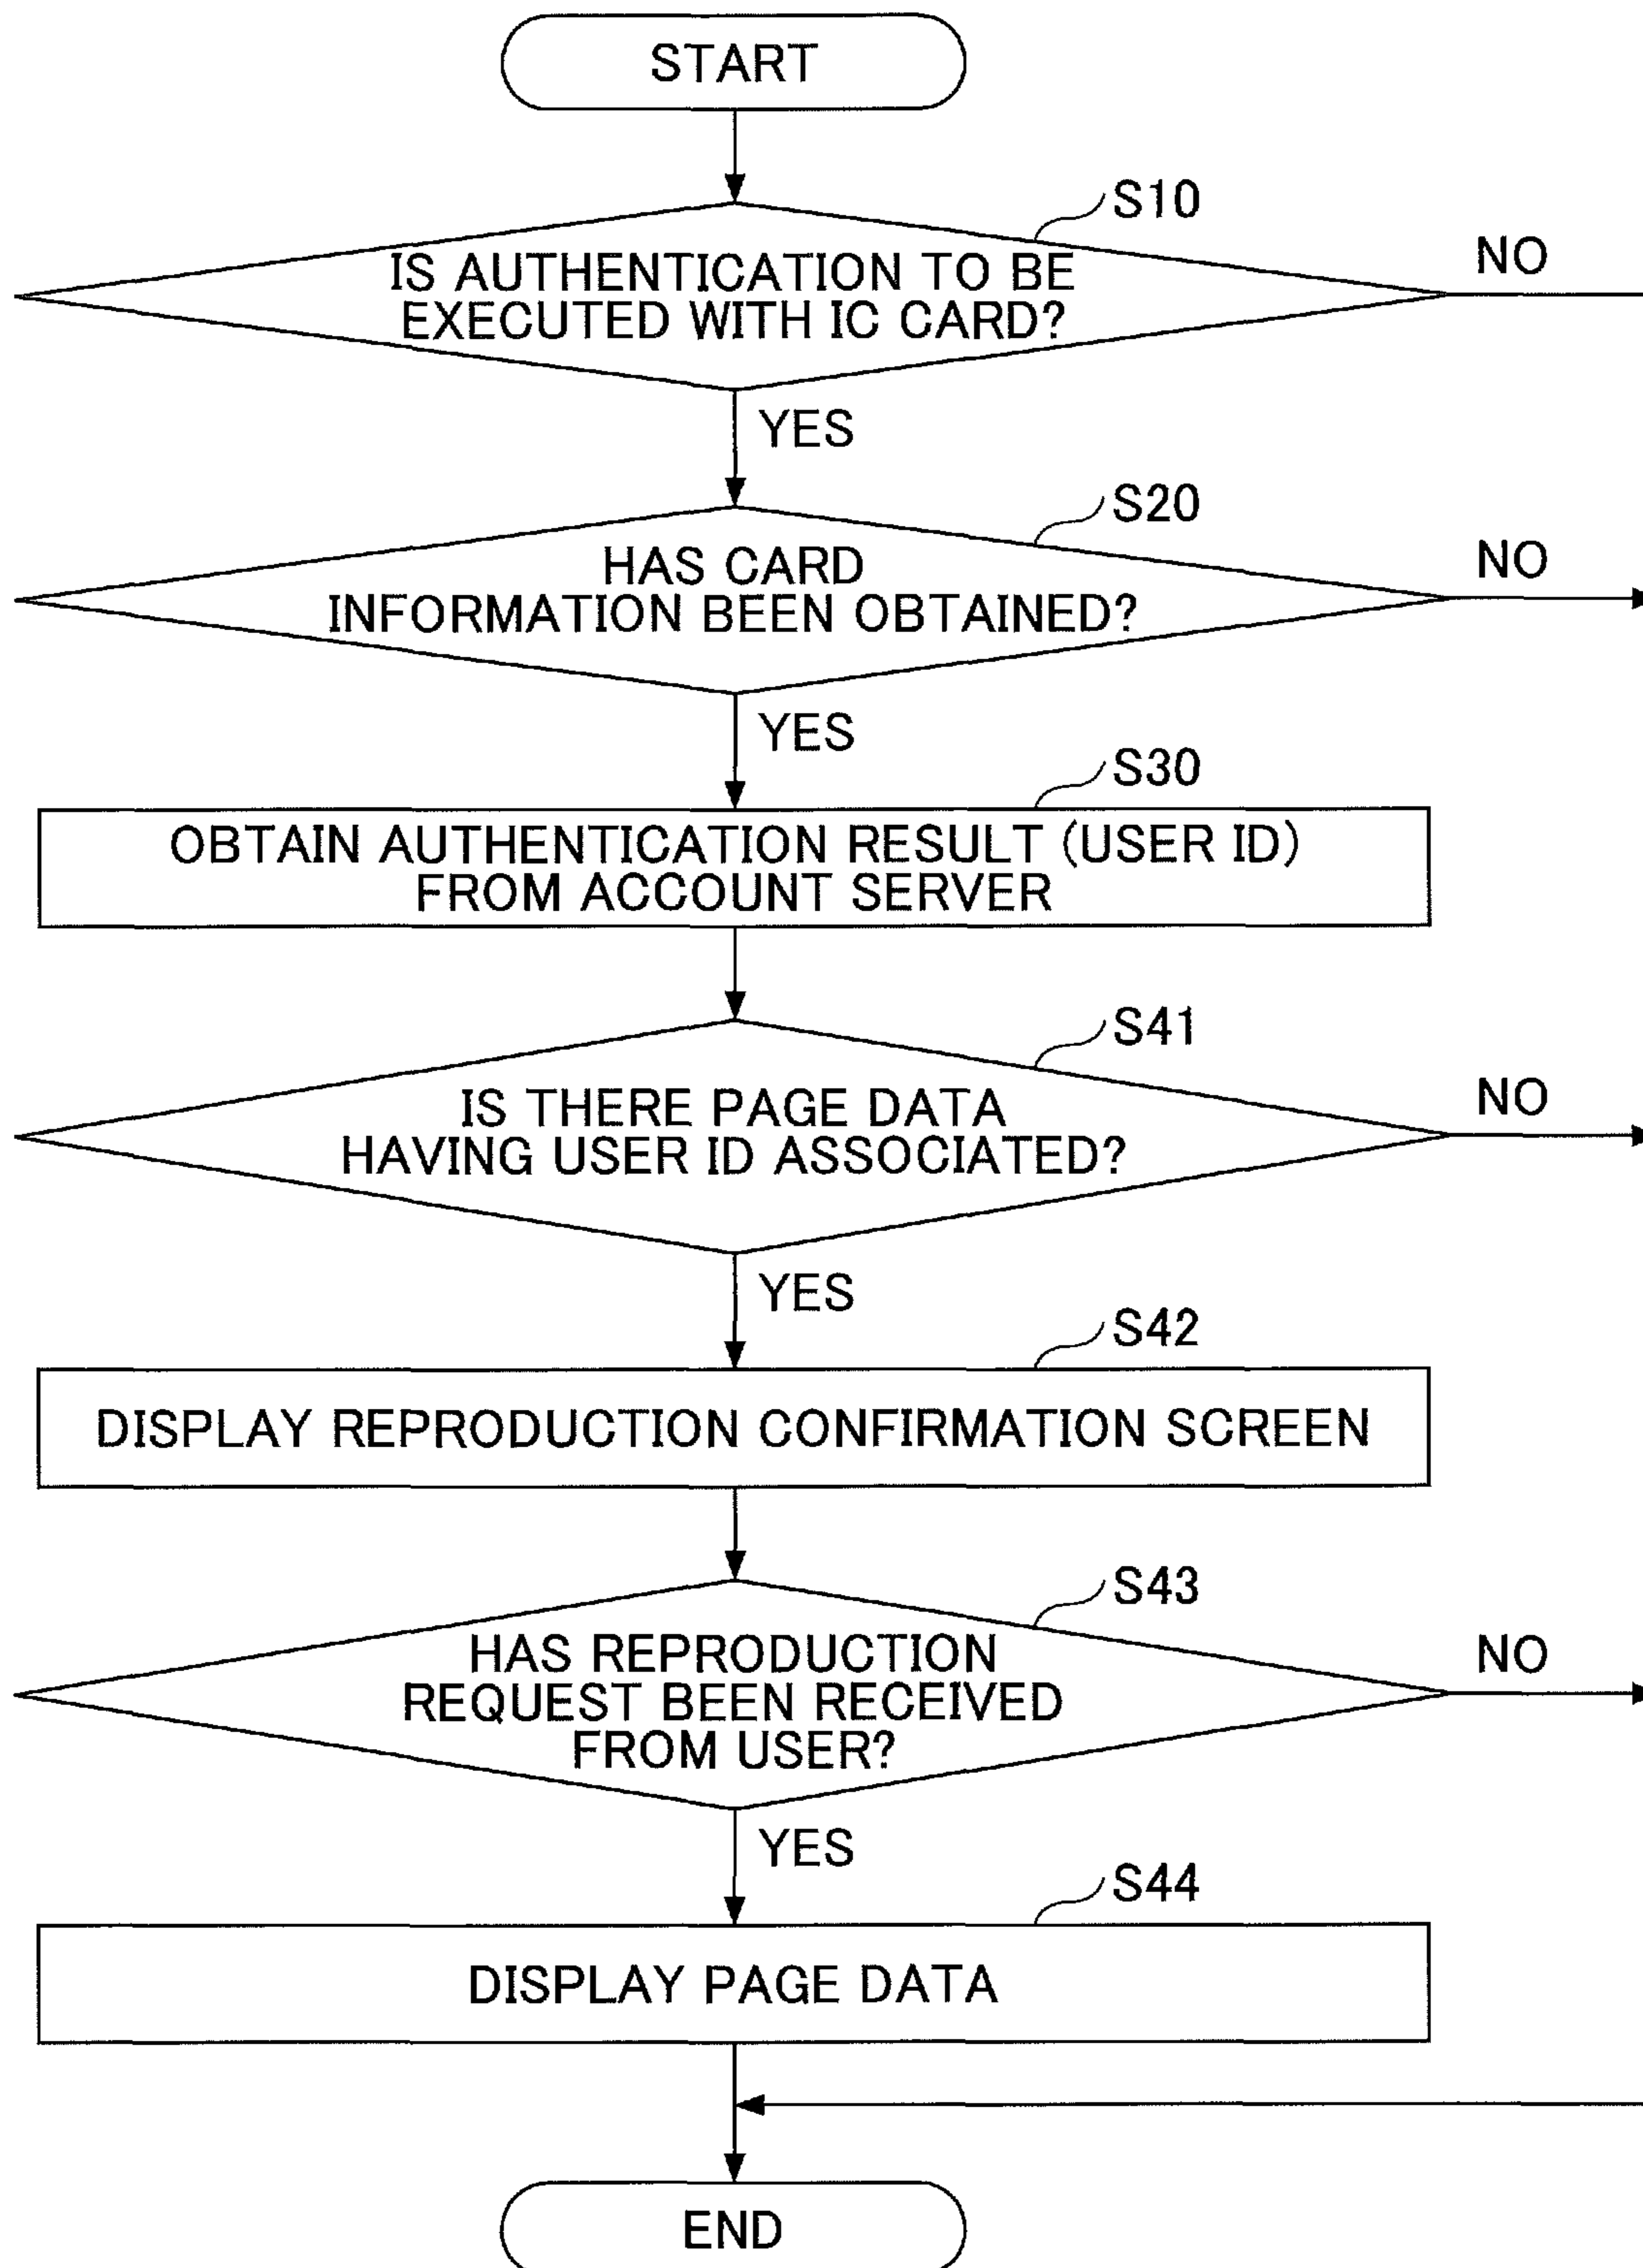 START
S10
IS AUTHENTICATION TO BE
EXECUTED WITH IC CARD?
NO
YES
S20
HAS CARD
INFORMATION BEEN OBTAINED?
NO
YES
S30
OBTAIN AUTHENTICATION RESULT (USER ID)
FROM ACCOUNT SERVER
S41
IS THERE PAGE DATA
HAVING USER ID ASSOCIATED?
NO
YES
S42
DISPLAY REPRODUCTION CONFIRMATION SCREEN
S43
HAS REPRODUCTION
REQUEST BEEN RECEIVED
FROM USER?
NO
YES
S44
DISPLAY PAGE DATA
END